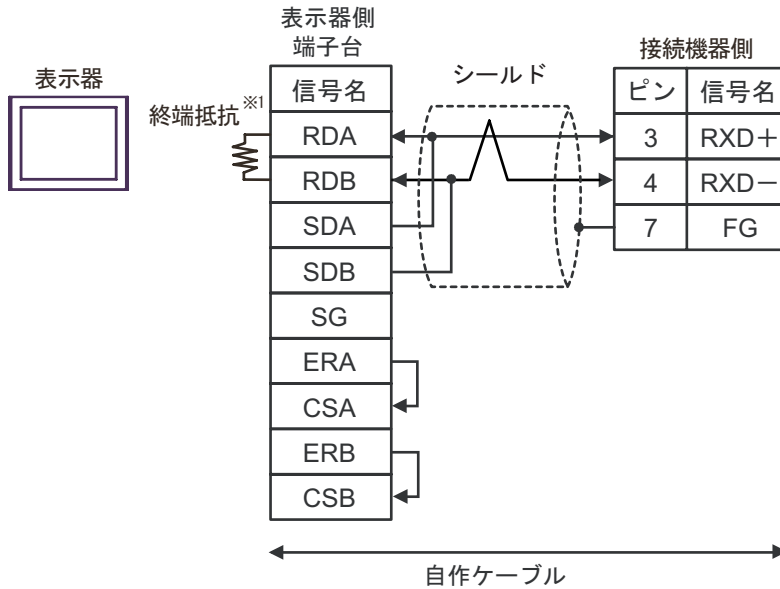 表示器側
端子台
接続機器側
表示器
シールド
信号名
ピン 信号名
終端抵抗※1
RDA
3 RXD＋
RDB
4 RXD－
SDA
7 FG
SDB
SG
ERA
CSA
ERB
CSB
自作ケーブル